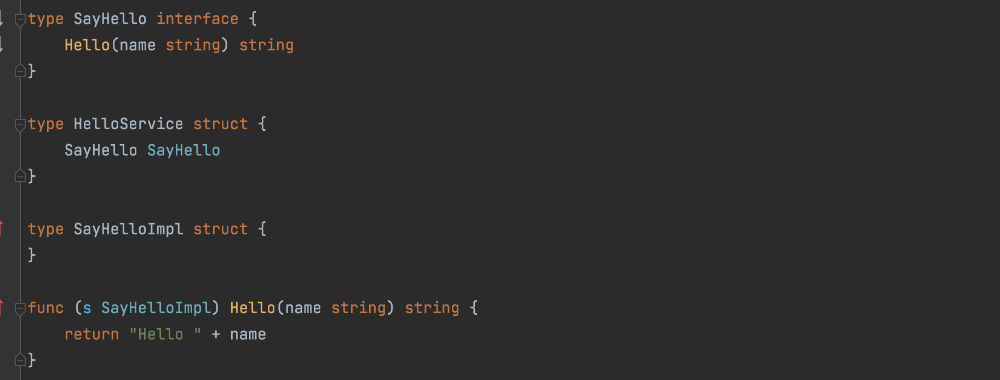 type SayHello interface {
    Hello(name string) string
}

type HelloService struct {
    SayHello SayHello
}

type SayHelloImpl struct {
}

func (s SayHelloImpl) Hello(name string) string {
    return "Hello " + name
}